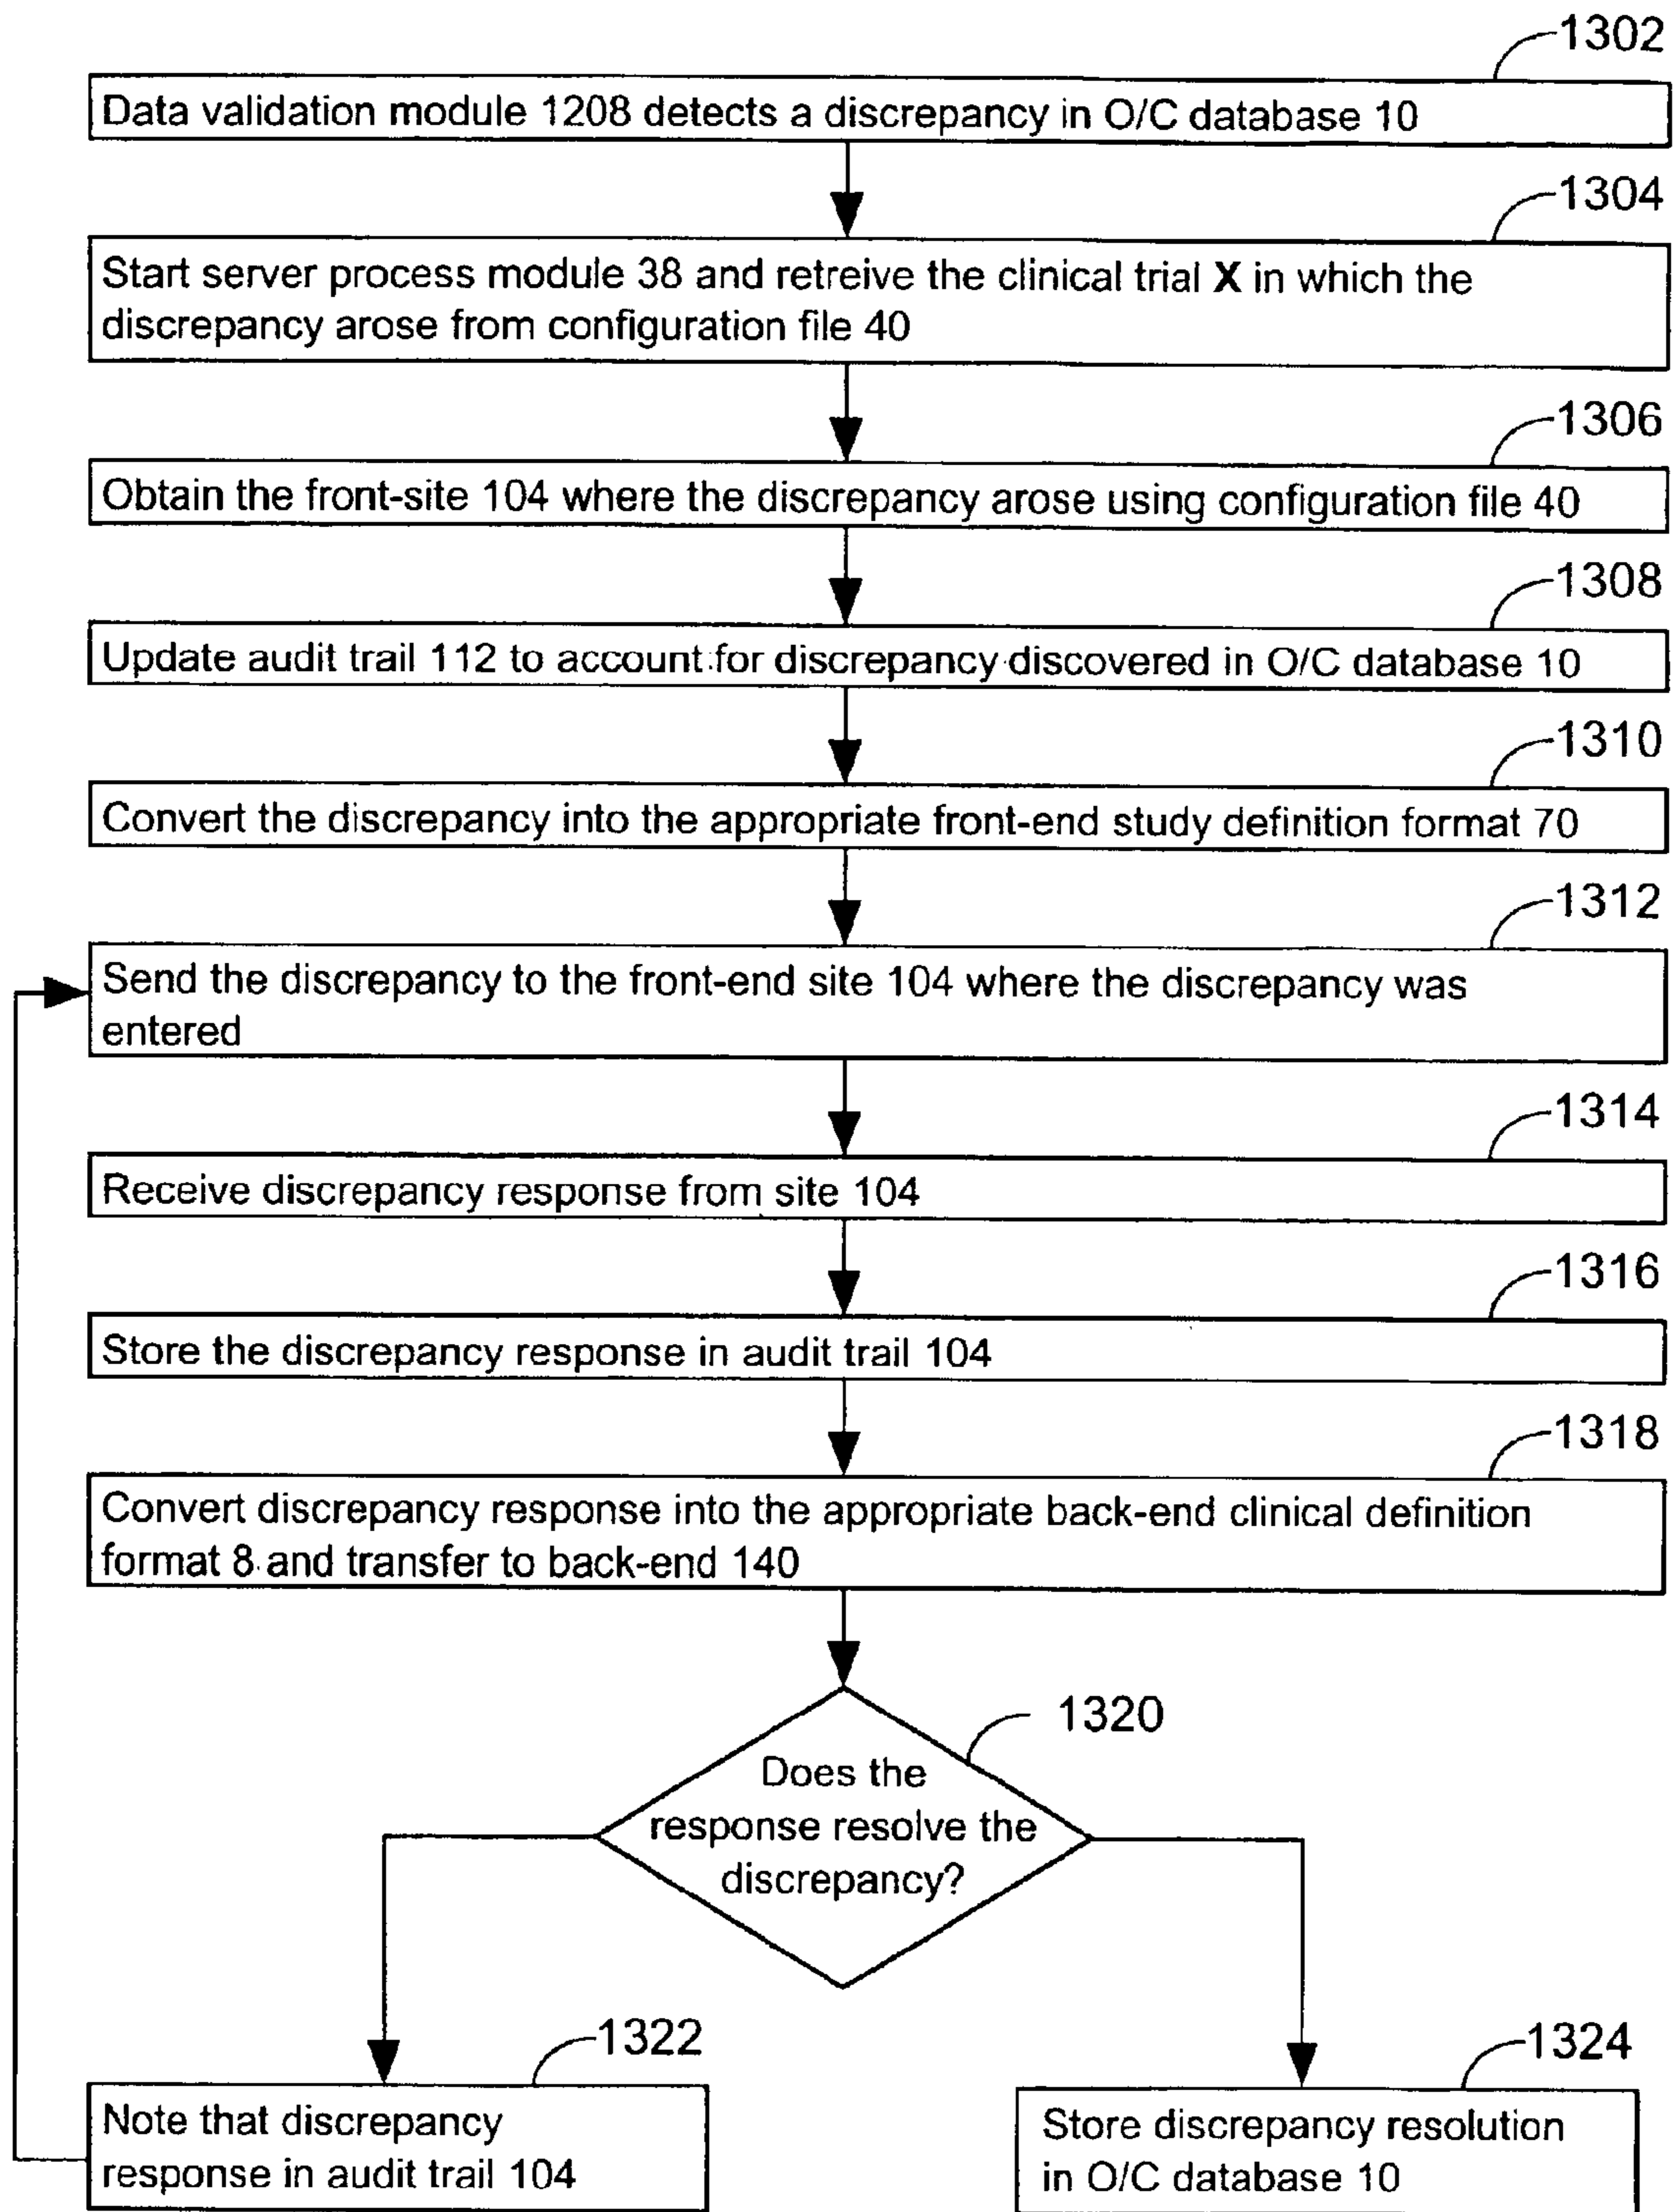 1302
Data validation module 1208 detects a discrepancy in O/C database 10
1304
Start server process module 38 and retreive the clinical trial X in which the
discrepancy arose from configuration file 40
1306
Obtain the front-site 104 where the discrepancy arose using configuration file 40
1308
Update audit trail 112 to account for discrepancy discovered in O/C database 10
1310
Convert the discrepancy into the appropriate front-end study definition format 70
1312
Send the discrepancy to the front-end site 104 where the discrepancy was
entered
1314
Receive discrepancy response from site 104
1316
Store the discrepancy response in audit trail 104
1318
Convert discrepancy response into the appropriate back-end clinical definition
format 8 and transfer to back-end 140
1320
Does the
response resolve the
discrepancy?
1322
Note that discrepancy
response in audit trail 104
1324
Store discrepancy resolution
in O/C database 10